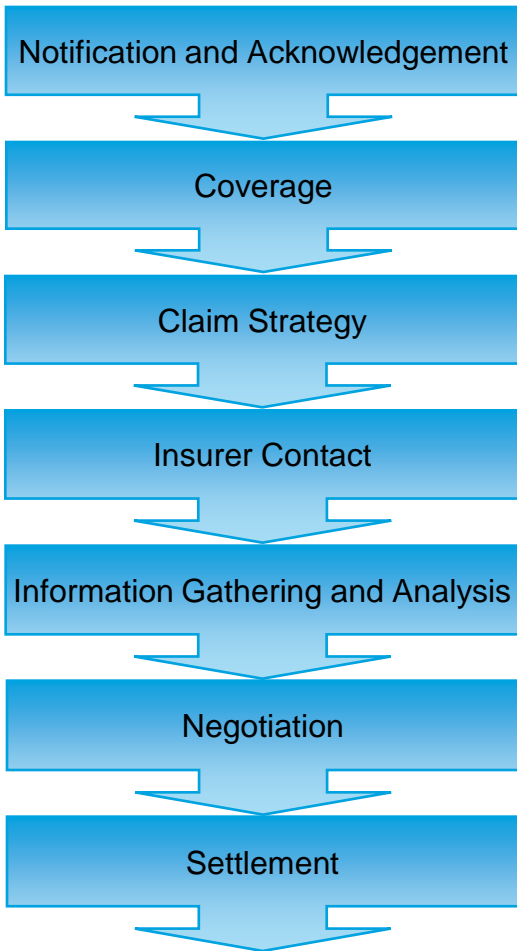 Notification and Acknowledgement
Coverage
Claim Strategy
Insurer Contact
Information Gathering and Analysis
Negotiation
Settlement